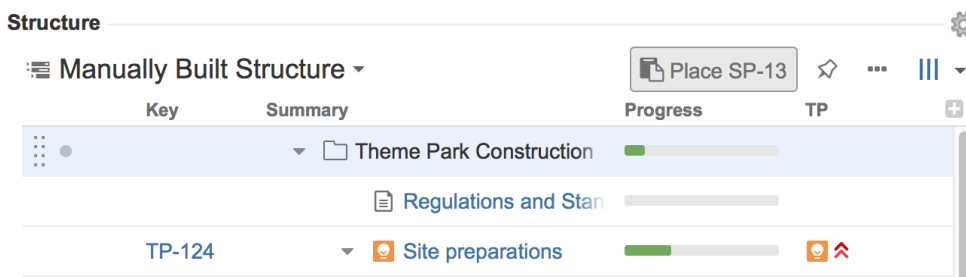 Structure
Manually Built Structure
Place SP-13
Key Summary Progress TP
Theme Park Construction
Regulations and Stan
TP-124 Site preparations